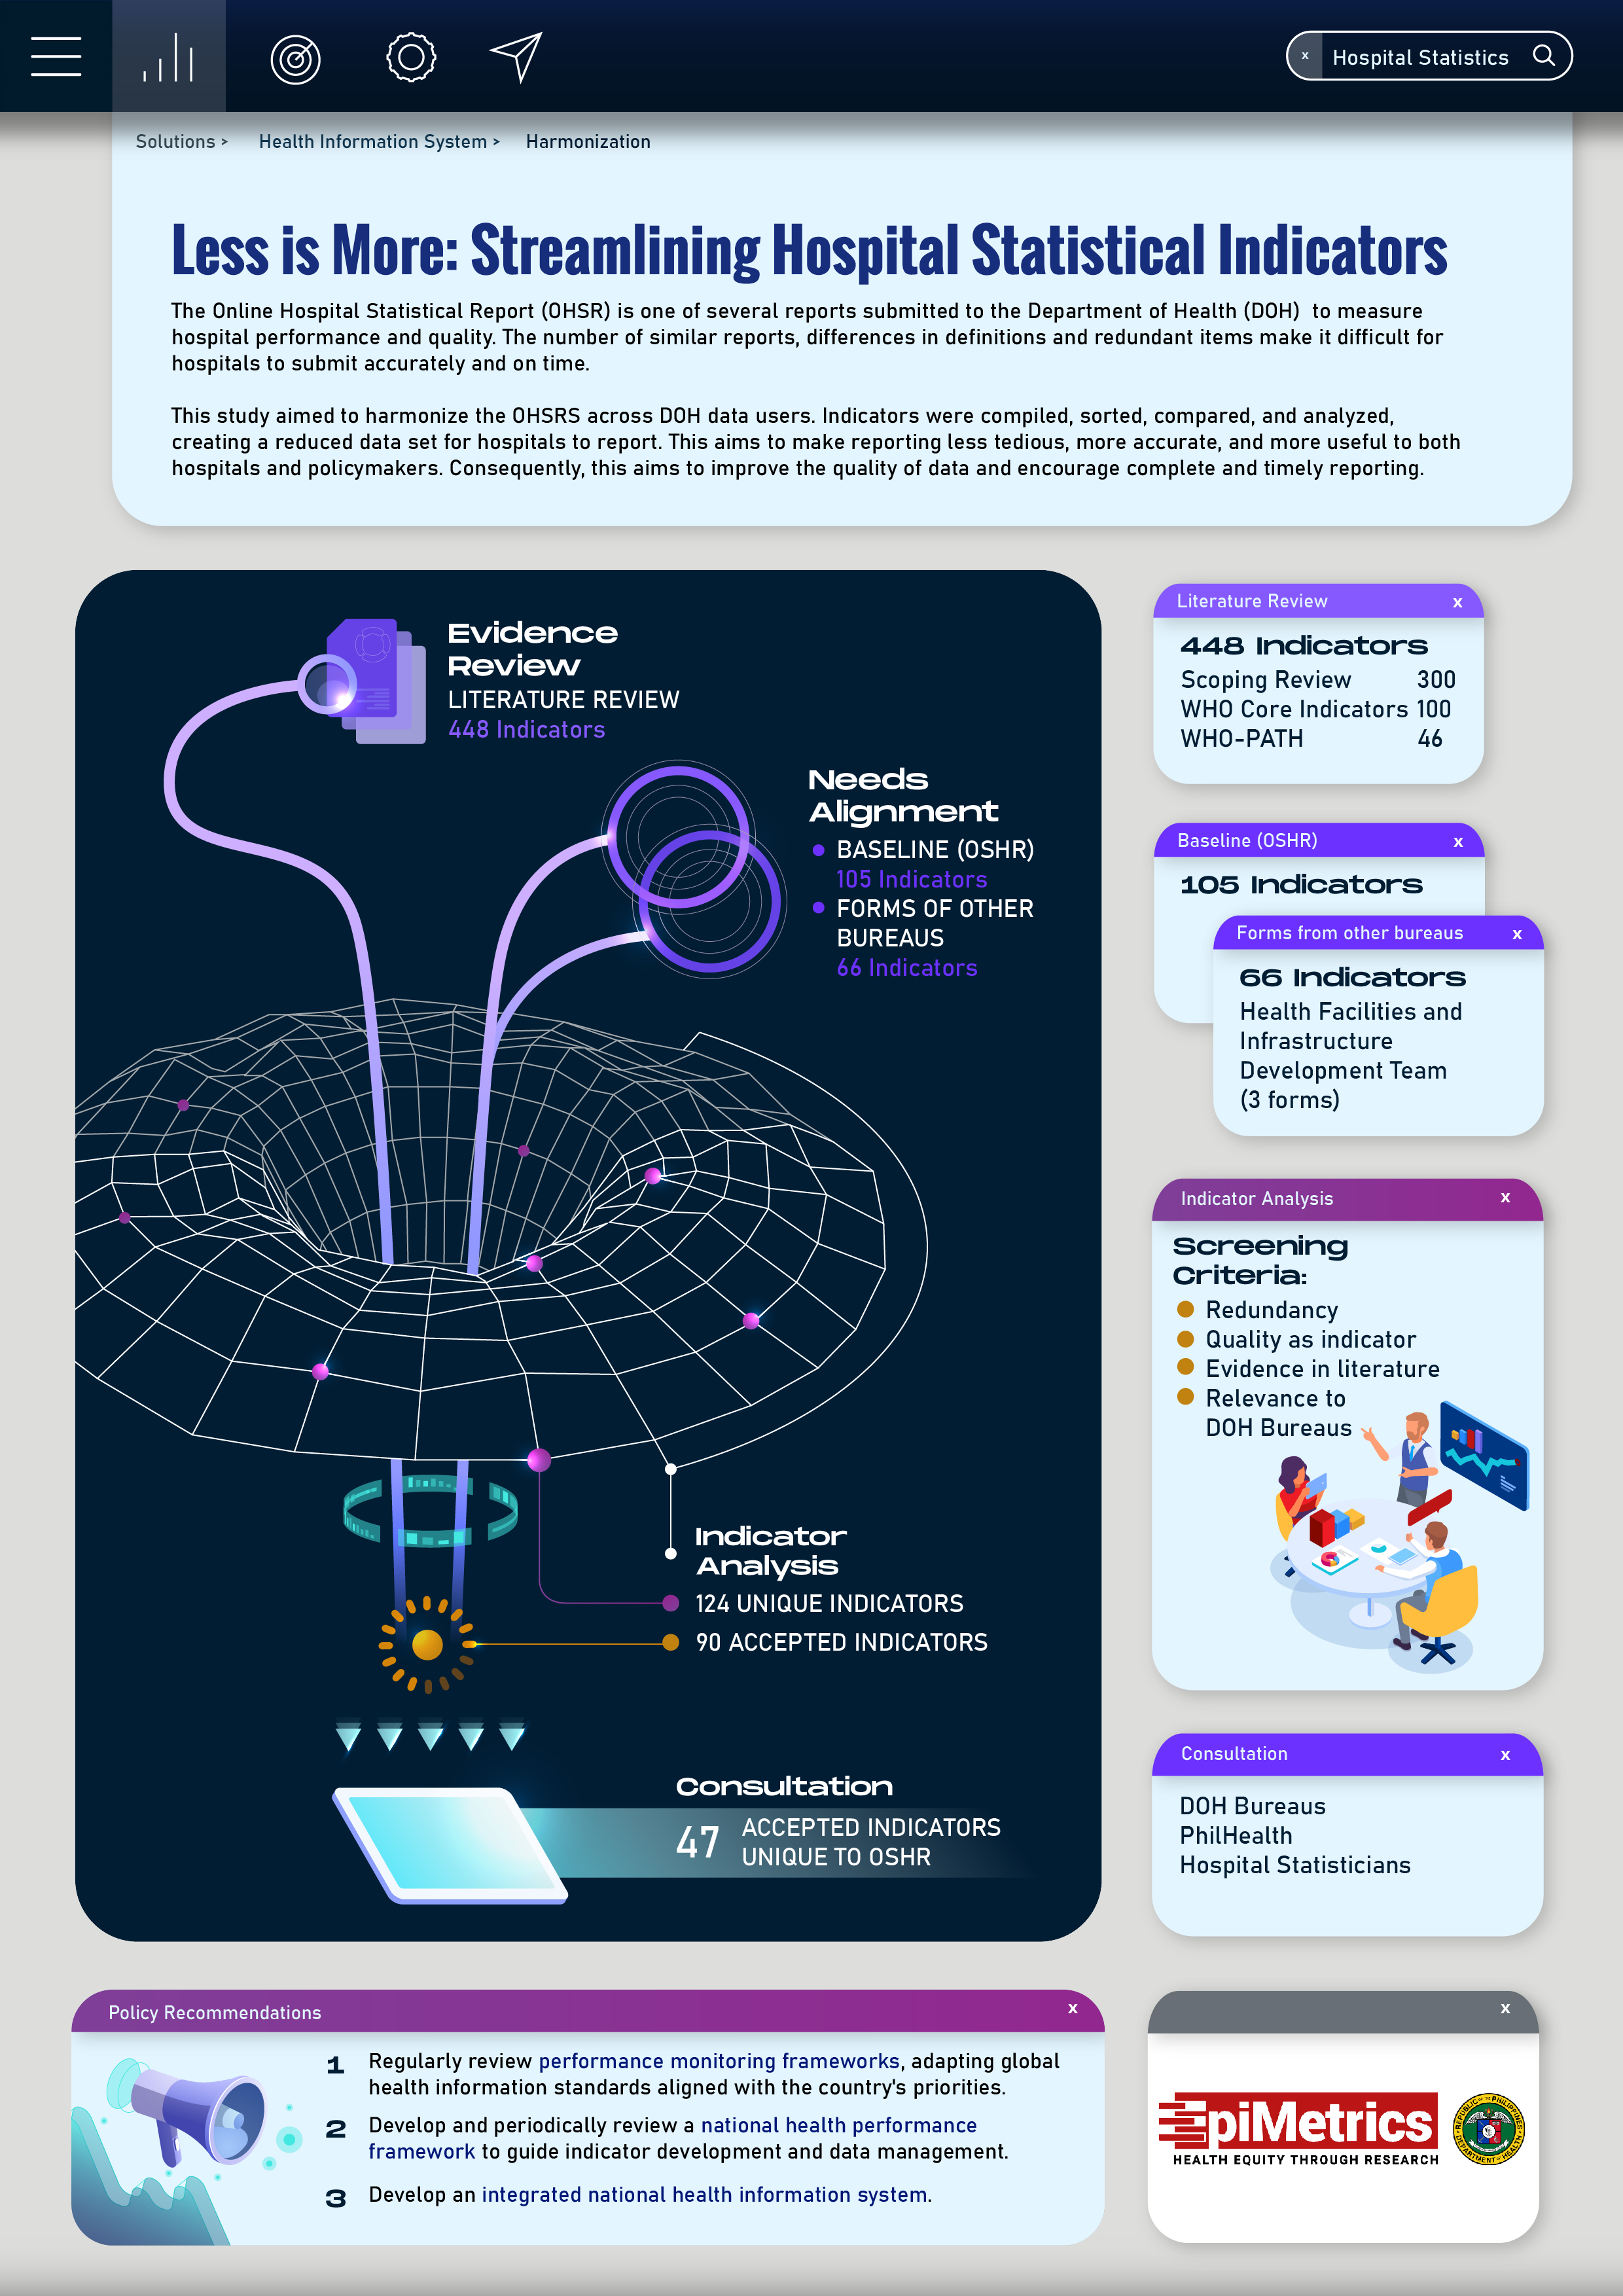 x Hospital Statistics
Solutions > Health Information System > Harmonization
Less is More: Streamlining Hospital Statistical Indicators
The Online Hospital Statistical Report (OHSR) is one of several reports submitted to the Department of Health (DOH) to measure
hospital performance and quality. The number of similar reports, differences in definitions and redundant items make it difficult for
hospitals to submit accurately and on time.
This study aimed to harmonize the OHSRS across DOH data users. Indicators were compiled, sorted, compared, and analyzed,
creating a reduced data set for hospitals to report. This aims to make reporting less tedious, more accurate, and more useful to both
hospitals and policymakers. Consequently, this aims to improve the quality of data and encourage complete and timely reporting.
Evidence
Review
LITERATURE REVIEW
448 Indicators
Needs
Alignment
BASELINE (OSHR)
105 Indicators
FORMS OF OTHER
BUREAUS
66 Indicators
Indicator
Analysis
124 UNIQUE INDICATORS
90 ACCEPTED INDICATORS
Consultation
47 ACCEPTED INDICATORS
UNIQUE TO OSHR
Literature Review x
448 Indicators
Scoping Review 300
WHO Core Indicators 100
WHO-PATH 46
Baseline (OSHR) x
105 Indicators
Forms from other bureaus x
66 Indicators
Health Facilities and
Infrastructure
Development Team
(3 forms)
Indicator Analysis x
Screening
Criteria:
Redundancy
Quality as indicator
Evidence in literature
Relevance to
DOH Bureaus
Consultation x
DOH Bureaus
PhilHealth
Hospital Statisticians
Policy Recommendations x
1 Regularly review performance monitoring frameworks, adapting global
health information standards aligned with the country's priorities.
2 Develop and periodically review a national health performance
framework to guide indicator development and data management.
3 Develop an integrated national health information system.
x
EpiMetrics
HEALTH EQUITY THROUGH RESEARCH
REPUBLIC OF THE PHILIPPINES
DEPARTMENT OF HEALTH